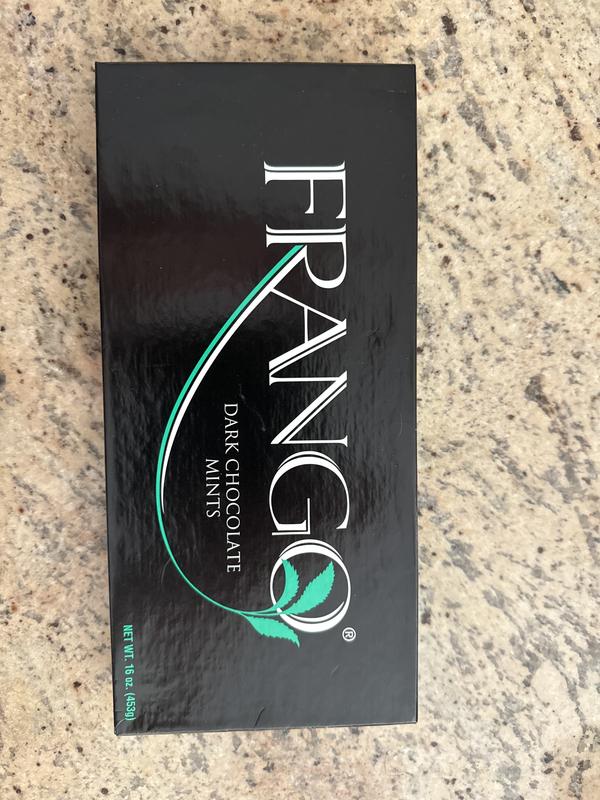 FRANGO®
DARK CHOCOLATE
MINTS
NET WT. 16 oz. (453g)